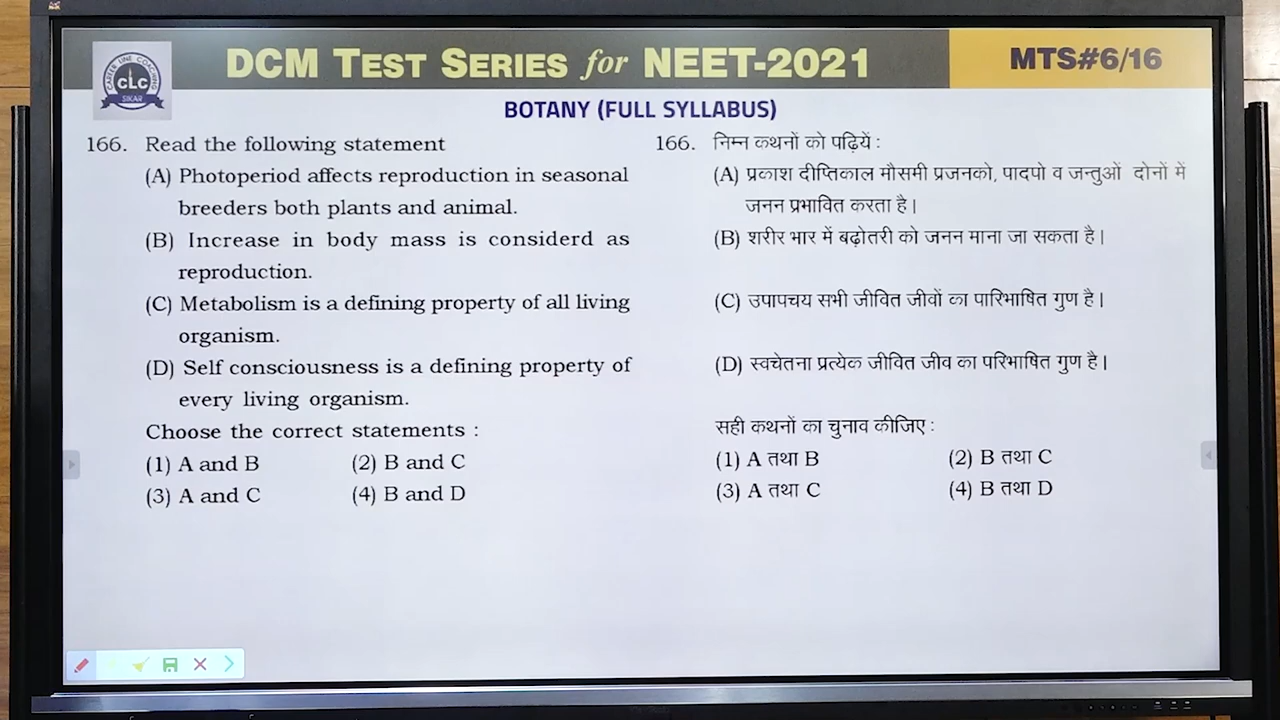 DCM TEST SERIES for NEET-2021
MTS#6/16
CAREER LINE COACHING
CLC
SIKAR
BOTANY (FULL SYLLABUS)
166. Read the following statement
(A) Photoperiod affects reproduction in seasonal
breeders both plants and animal.
(B) Increase in body mass is considerd as
reproduction.
(C) Metabolism is a defining property of all living
organism.
(D) Self consciousness is a defining property of
every living organism.
Choose the correct statements :
(1) A and B (2) B and C
(3) A and C (4) B and D
166. निम्न कथनों को पढ़ियें :
(A) प्रकाश दीप्तिकाल मौसमी प्रजनको, पादपो व जन्तुओं दोनों में
जनन प्रभावित करता है।
(B) शरीर भार में बढ़ोतरी को जनन माना जा सकता है।
(C) उपापचय सभी जीवित जीवों का पारिभाषित गुण है।
(D) स्वचेतना प्रत्येक जीवित जीव का परिभाषित गुण है।
सही कथनों का चुनाव कीजिए :
(1) A तथा B (2) B तथा C
(3) A तथा C (4) B तथा D